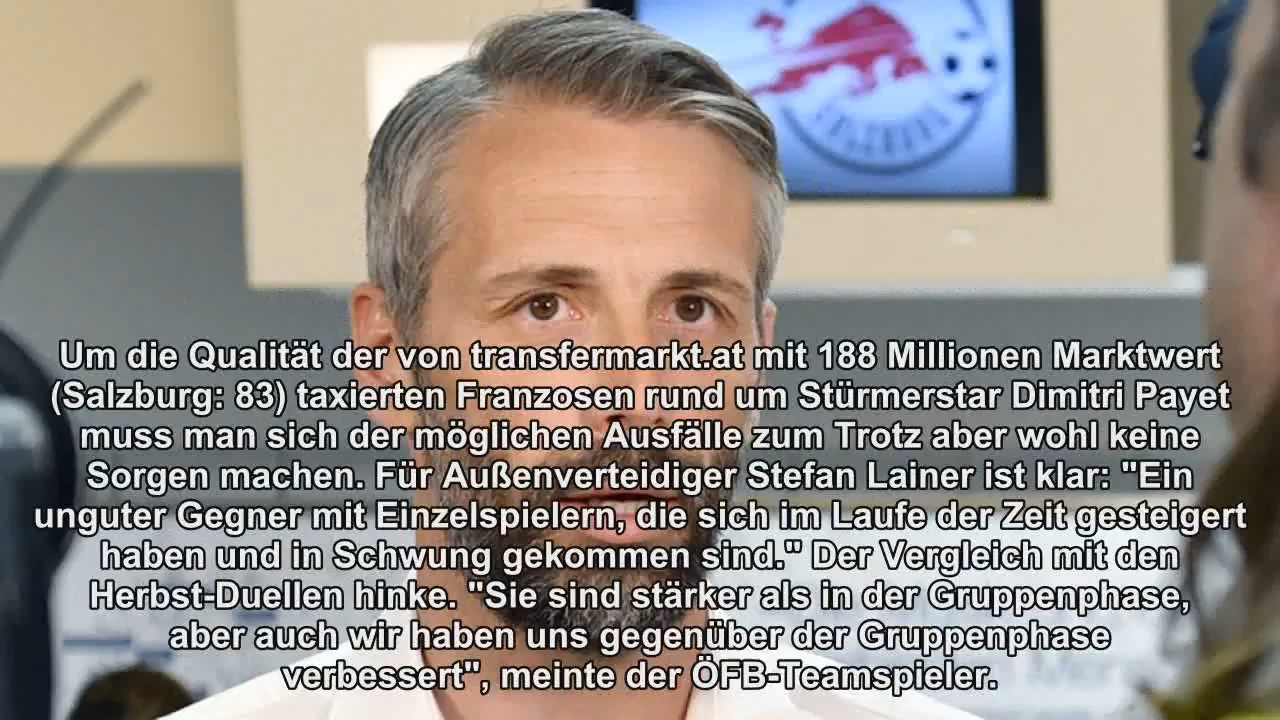 SALZBURG
Um die Qualität der von transfermarkt.at mit 188 Millionen Marktwert
(Salzburg: 83) taxierten Franzosen rund um Stürmerstar Dimitri Payet
muss man sich der möglichen Ausfälle zum Trotz aber wohl keine
Sorgen machen. Für Außenverteidiger Stefan Lainer ist klar: "Ein
unguter Gegner mit Einzelspielern, die sich im Laufe der Zeit gesteigert
haben und in Schwung gekommen sind." Der Vergleich mit den
Herbst-Duellen hinke. "Sie sind stärker als in der Gruppenphase,
aber auch wir haben uns gegenüber der Gruppenphase
verbessert", meinte der ÖFB-Teamspieler.